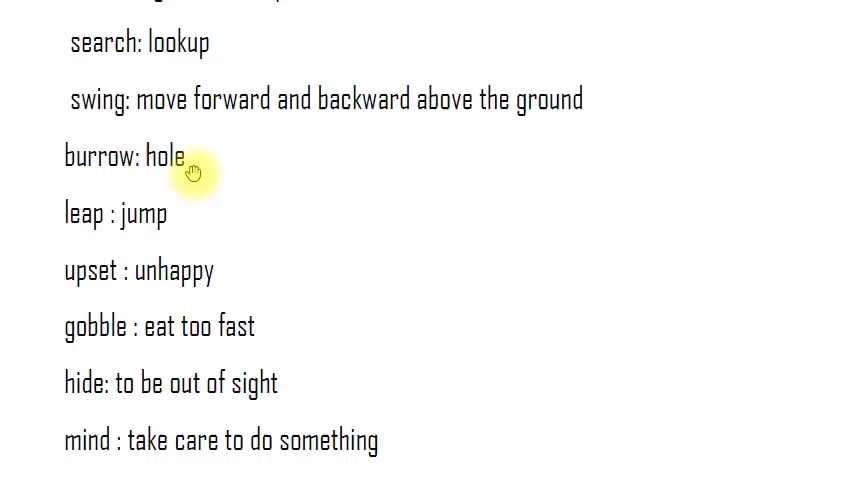 search: lookup
swing: move forward and backward above the ground
burrow: hole
leap : jump
upset : unhappy
gobble : eat too fast
hide: to be out of sight
mind : take care to do something